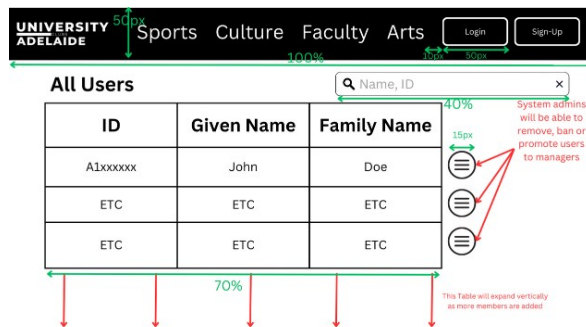 UNIVERSITY
ADELAIDE
50px
Sports Culture Faculty Arts
Login
Sign-Up
100%
10px
50px
All Users
Name, ID
×
40%
System admins
will be able to
remove, ban or
promote users
to managers
15px
ID Given Name Family Name
A1xxxxxx John Doe
ETC ETC ETC
ETC ETC ETC
70%
This Table will expand vertically
as more members are added